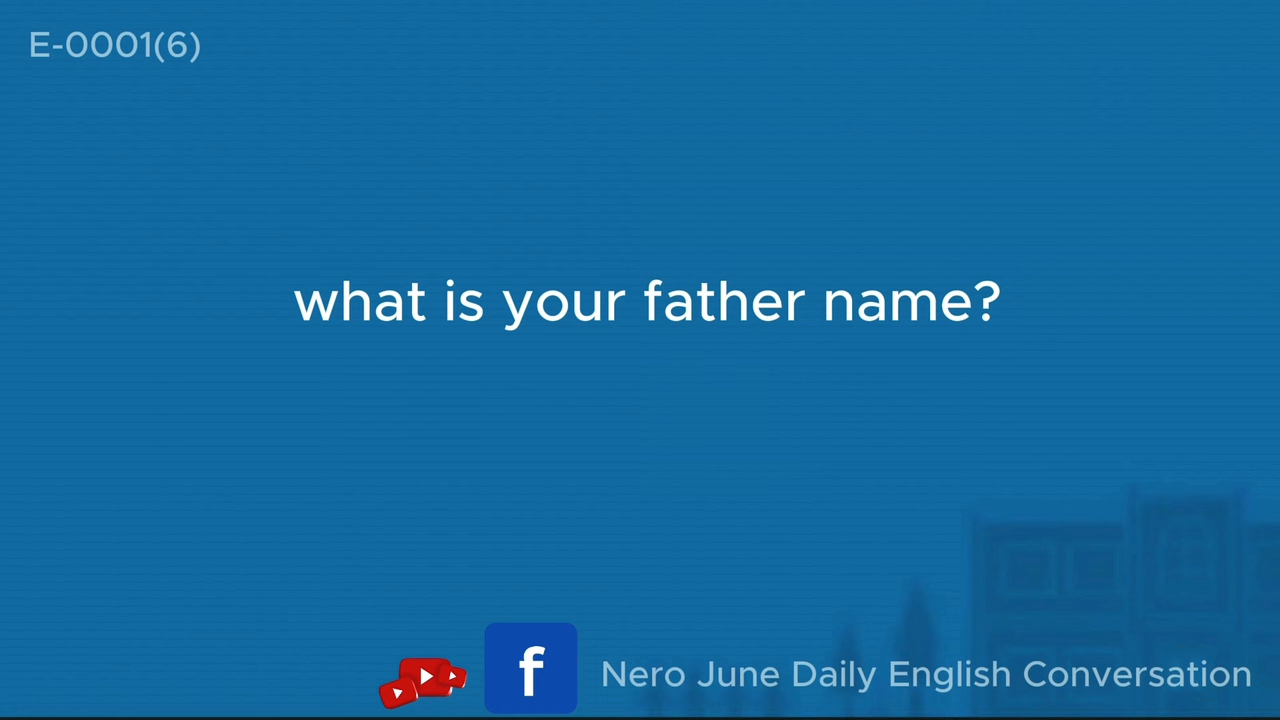 E-0001(6)
what is your father name?
f
Nero June Daily English Conversation